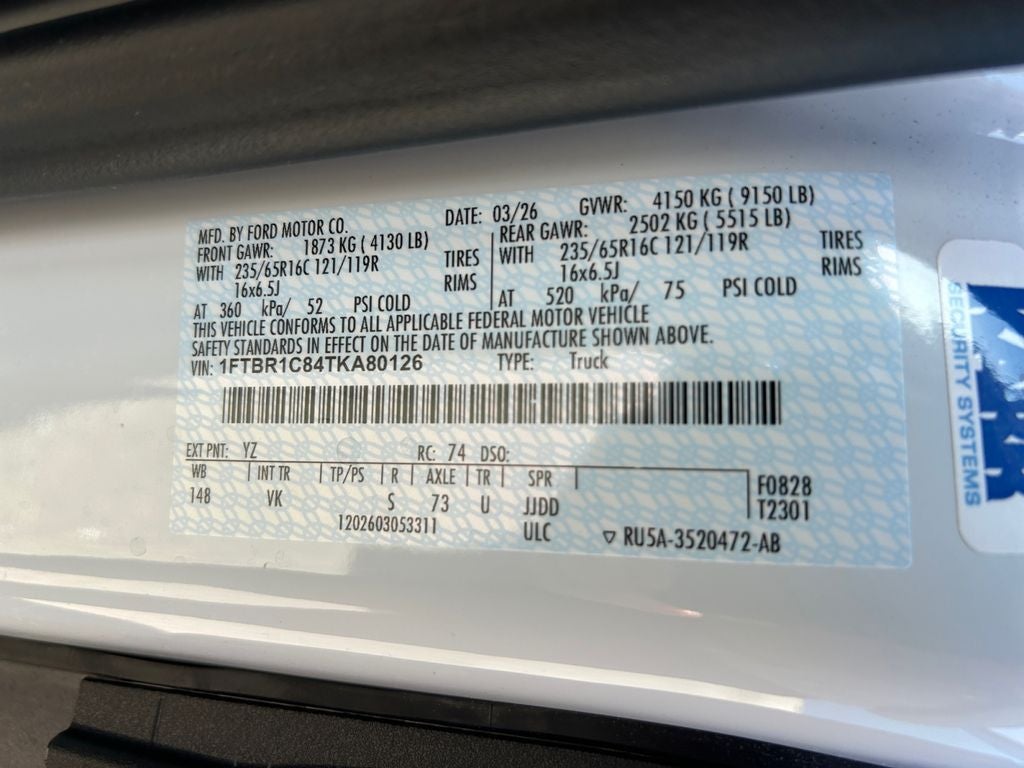 MFD. BY FORD MOTOR CO. DATE: 03/26 GVWR: 4150 KG ( 9150 LB)
FRONT GAWR: 1873 KG ( 4130 LB) REAR GAWR: 2502 KG ( 5515 LB)
WITH 235/65R16C 121/119R TIRES WITH 235/65R16C 121/119R TIRES
16x6.5J RIMS 16x6.5J RIMS
AT 360 kPa/ 52 PSI COLD AT 520 kPa/ 75 PSI COLD
THIS VEHICLE CONFORMS TO ALL APPLICABLE FEDERAL MOTOR VEHICLE
SAFETY STANDARDS IN EFFECT ON THE DATE OF MANUFACTURE SHOWN ABOVE.
VIN: 1FTBR1C84TKA80126 TYPE: Truck
EXT PNT: YZ RC: 74 DSO:
WB INT TR TP/PS R AXLE TR SPR
148 VK S 73 U JJDD
F0828
T2301
1202603053311 ULC ▽ RU5A-3520472-AB
SECURITY SYSTEMS